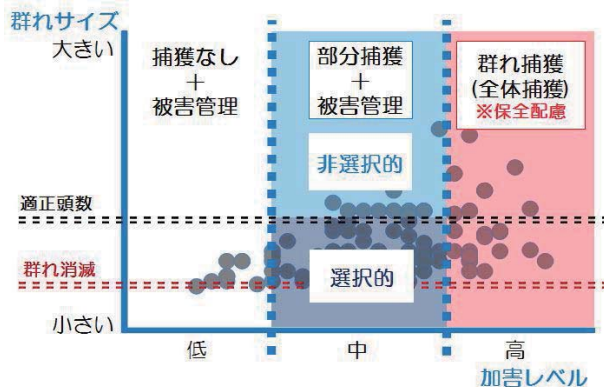 群れサイズ
大きい
捕獲なし
＋
被害管理
部分捕獲
＋
被害管理
群れ捕獲
(全体捕獲)
※保全配慮
非選択的
適正頭数
群れ消滅
選択的
小さい
低
中
高
加害レベル